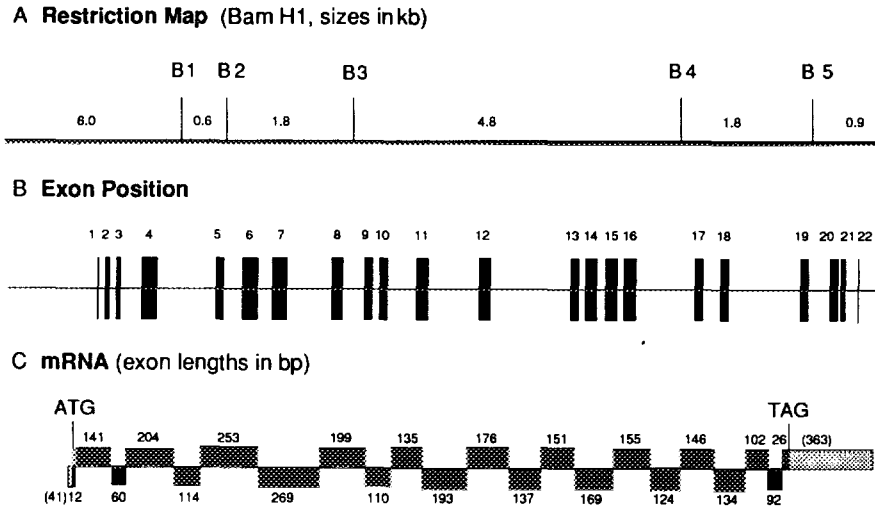 A Restriction Map (Bam H1, sizes in kb)
B1 B2 B3 B4 B5
6.0 0.6 1.8 4.8 1.8 0.9
B Exon Position
1 2 3 4 5 6 7 8 9 10 11 12 13 14 15 16 17 18 19 20 21 22
C mRNA (exon lengths in bp)
ATG TAG
141 204 253 199 135 176 151 155 146 102 26 (363)
(41) 12 60 114 269 110 193 137 169 124 134 92